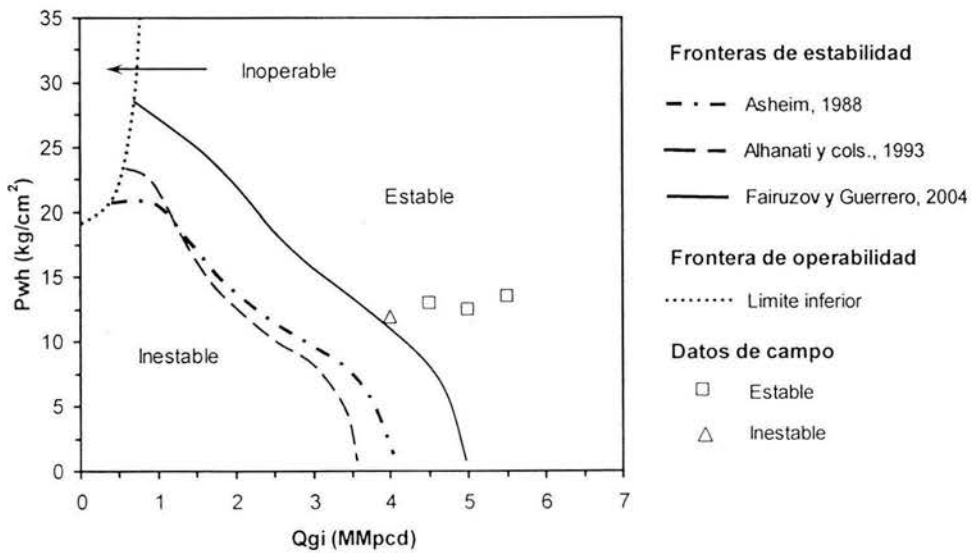 35
30
25
20
15
10
5
0
Pwh (kg/cm²)
0 1 2 3 4 5 6 7
Qgi (MMpcd)
Inoperable
Estable
Inestable
Fronteras de estabilidad
Asheim, 1988
Alhanati y cols., 1993
Fairuzov y Guerrero, 2004
Frontera de operabilidad
Limite inferior
Datos de campo
Estable
Inestable